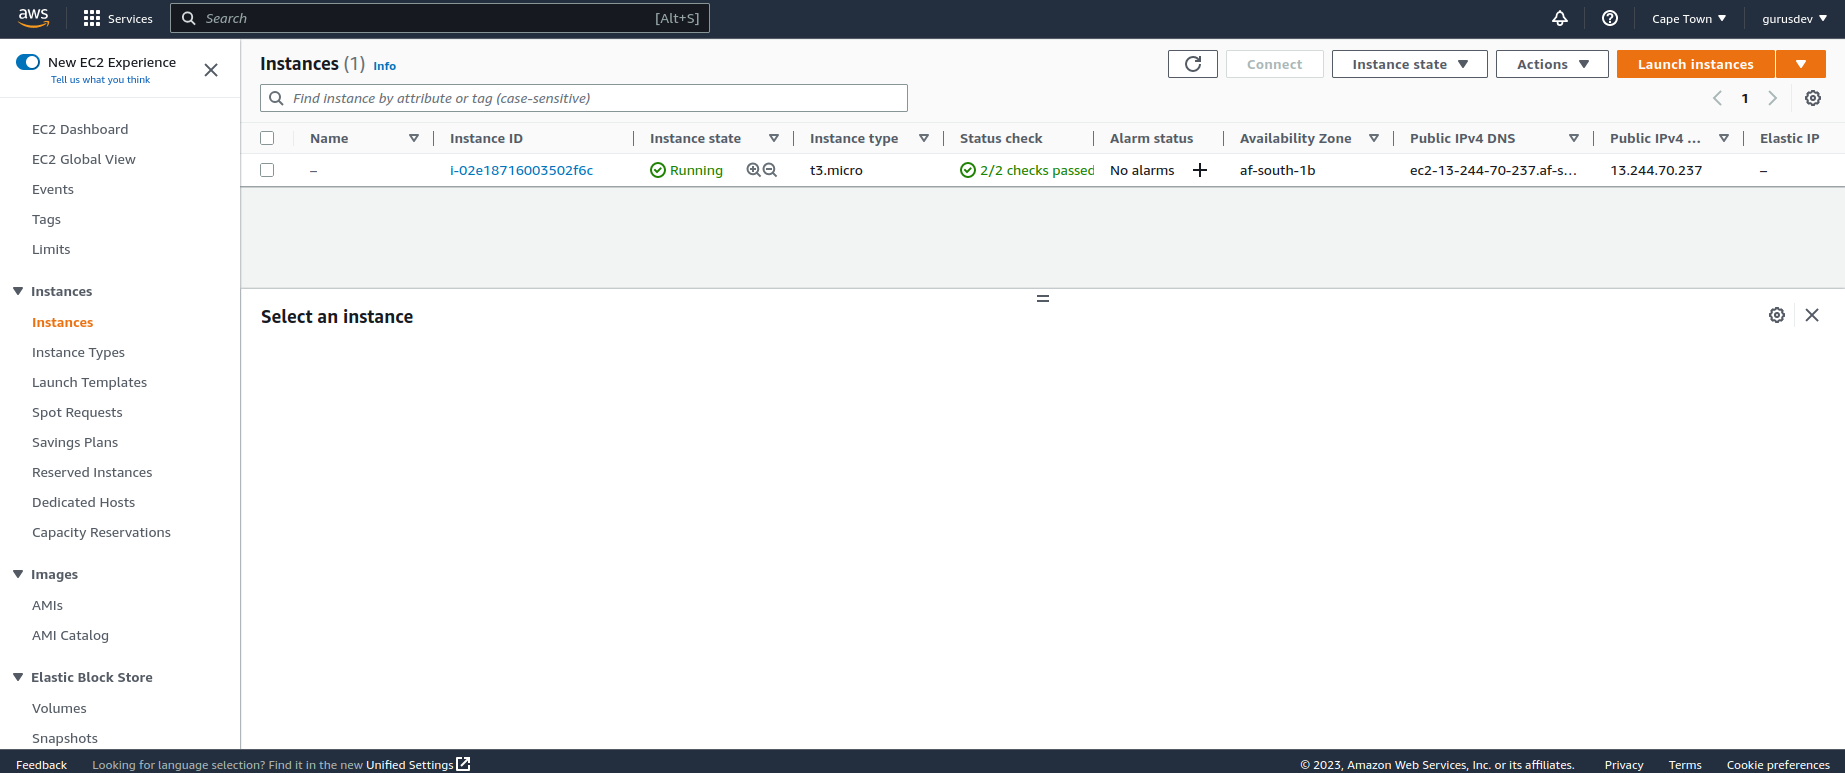 aws
Services
Search
[Alt+S]
Cape Town
gurusdev
New EC2 Experience
Tell us what you think
EC2 Dashboard
EC2 Global View
Events
Tags
Limits
Instances
Instances
Instance Types
Launch Templates
Spot Requests
Savings Plans
Reserved Instances
Dedicated Hosts
Capacity Reservations
Images
AMIs
AMI Catalog
Elastic Block Store
Volumes
Snapshots
Instances (1) Info
Connect
Instance state
Actions
Launch instances
Find instance by attribute or tag (case-sensitive)
1
Name Instance ID Instance state Instance type Status check Alarm status Availability Zone Public IPv4 DNS Public IPv4 ... Elastic IP
– i-02e18716003502f6c Running t3.micro 2/2 checks passed No alarms af-south-1b ec2-13-244-70-237.af-s... 13.244.70.237 –
Select an instance
Feedback Looking for language selection? Find it in the new Unified Settings © 2023, Amazon Web Services, Inc. or its affiliates. Privacy Terms Cookie preferences